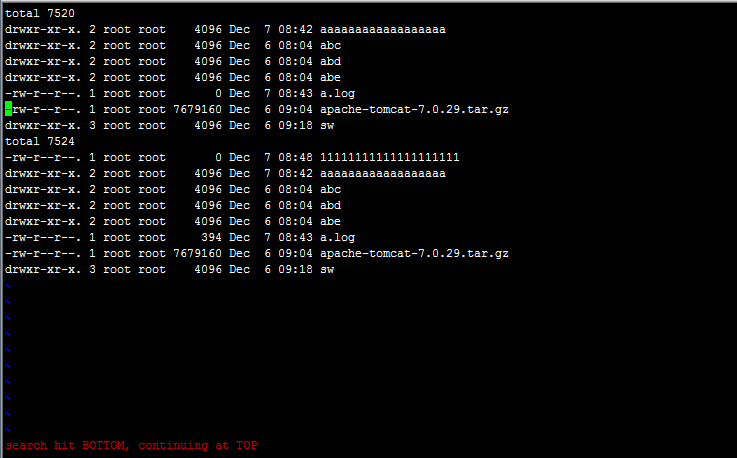 total 7520
drwxr-xr-x. 2 root root    4096 Dec  7 08:42 aaaaaaaaaaaaaaaaaa
drwxr-xr-x. 2 root root    4096 Dec  6 08:04 abc
drwxr-xr-x. 2 root root    4096 Dec  6 08:04 abd
drwxr-xr-x. 2 root root    4096 Dec  6 08:04 abe
-rw-r--r--. 1 root root       0 Dec  7 08:43 a.log
-rw-r--r--. 1 root root 7679160 Dec  6 09:04 apache-tomcat-7.0.29.tar.gz
drwxr-xr-x. 3 root root    4096 Dec  6 09:18 sw
total 7524
-rw-r--r--. 1 root root       0 Dec  7 08:48 11111111111111111111
drwxr-xr-x. 2 root root    4096 Dec  7 08:42 aaaaaaaaaaaaaaaaaa
drwxr-xr-x. 2 root root    4096 Dec  6 08:04 abc
drwxr-xr-x. 2 root root    4096 Dec  6 08:04 abd
drwxr-xr-x. 2 root root    4096 Dec  6 08:04 abe
-rw-r--r--. 1 root root     394 Dec  7 08:43 a.log
-rw-r--r--. 1 root root 7679160 Dec  6 09:04 apache-tomcat-7.0.29.tar.gz
drwxr-xr-x. 3 root root    4096 Dec  6 09:18 sw
~
~
~
~
~
~
~
~
~
~
search hit BOTTOM, continuing at TOP